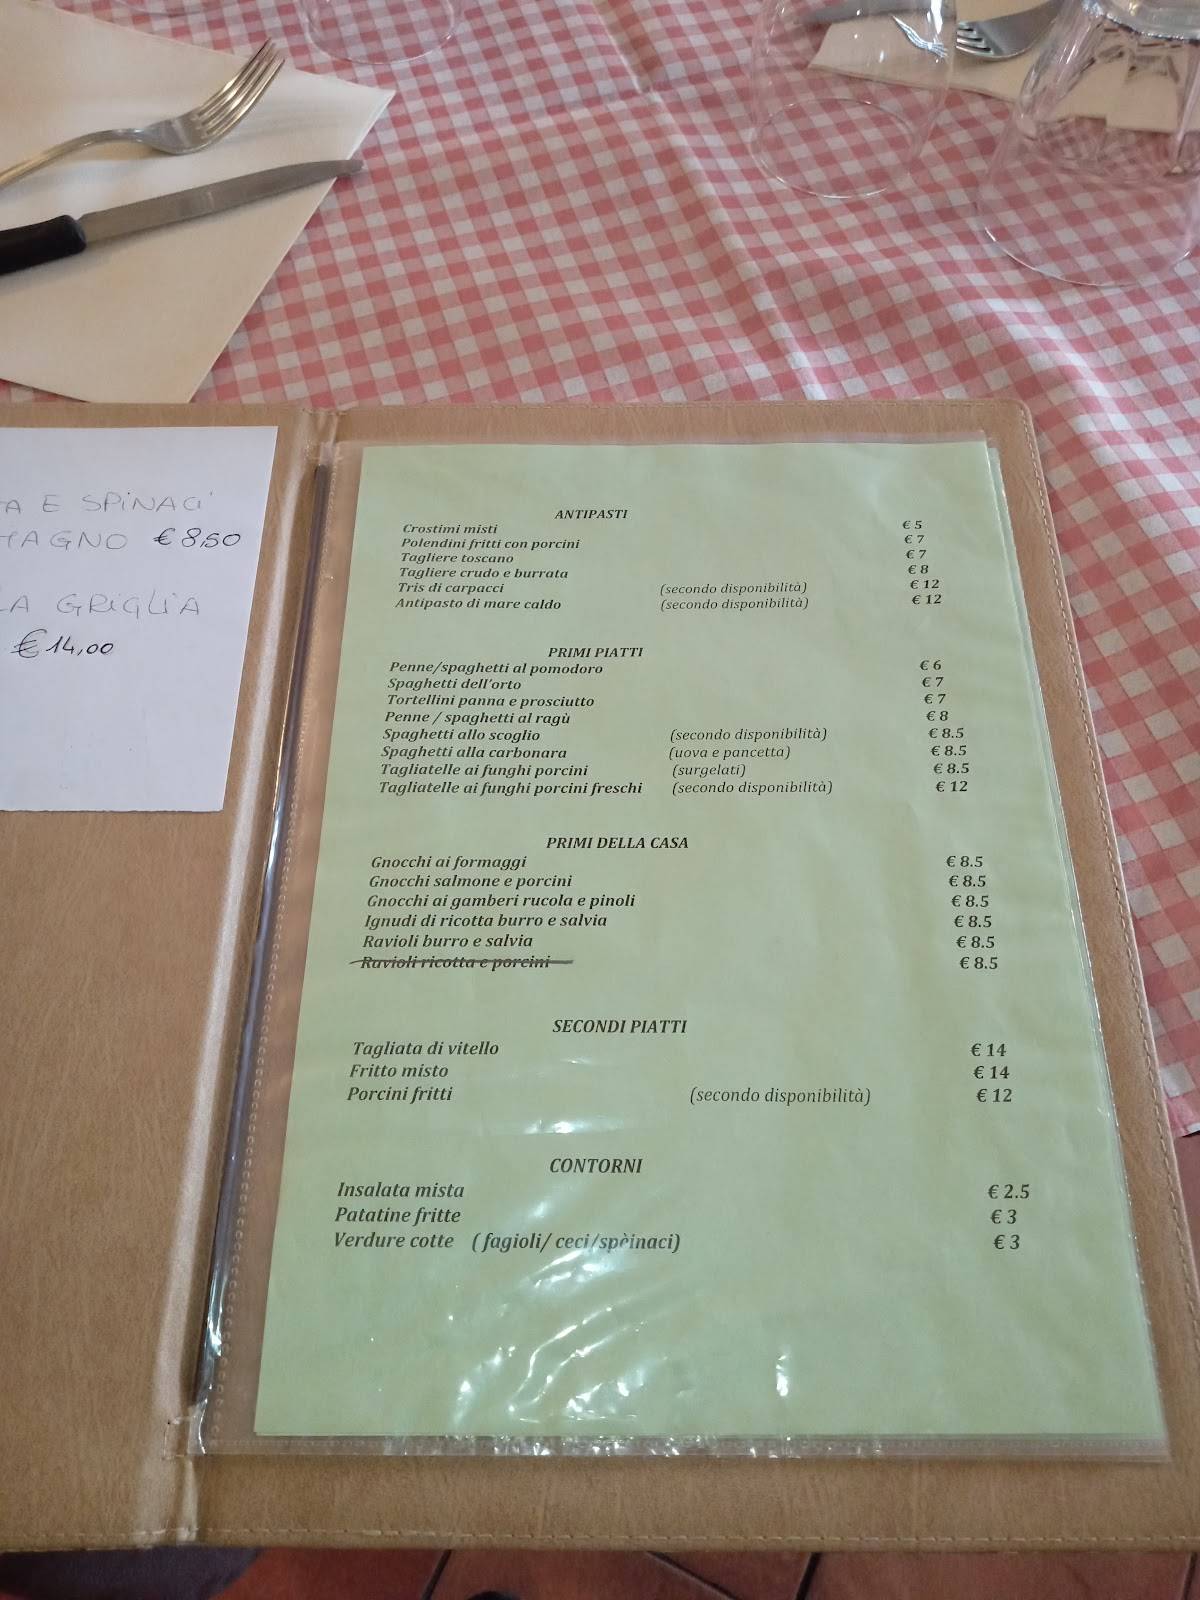 E SPiNACi
€ 8,50
GRiGLiA
€ 14,00
ANTIPASTI
Crostimi misti € 5
Polendini fritti con porcini € 7
Tagliere toscano € 7
Tagliere crudo e burrata € 8
Tris di carpacci (secondo disponibilità) € 12
Antipasto di mare caldo (secondo disponibilità) € 12
PRIMI PIATTI
Penne/spaghetti al pomodoro € 6
Spaghetti dell'orto € 7
Tortellini panna e prosciutto € 7
Penne / spaghetti al ragù € 8
Spaghetti allo scoglio (secondo disponibilità) € 8.5
Spaghetti alla carbonara (uova e pancetta) € 8.5
Tagliatelle ai funghi porcini (surgelati) € 8.5
Tagliatelle ai funghi porcini freschi (secondo disponibilità) € 12
PRIMI DELLA CASA
Gnocchi ai formaggi € 8.5
Gnocchi salmone e porcini € 8.5
Gnocchi ai gamberi rucola e pinoli € 8.5
Ignudi di ricotta burro e salvia € 8.5
Ravioli burro e salvia € 8.5
Ravioli ricotta e porcini € 8.5
SECONDI PIATTI
Tagliata di vitello € 14
Fritto misto € 14
Porcini fritti (secondo disponibilità) € 12
CONTORNI
Insalata mista € 2.5
Patatine fritte € 3
Verdure cotte ( fagioli/ ceci/spèinaci) € 3